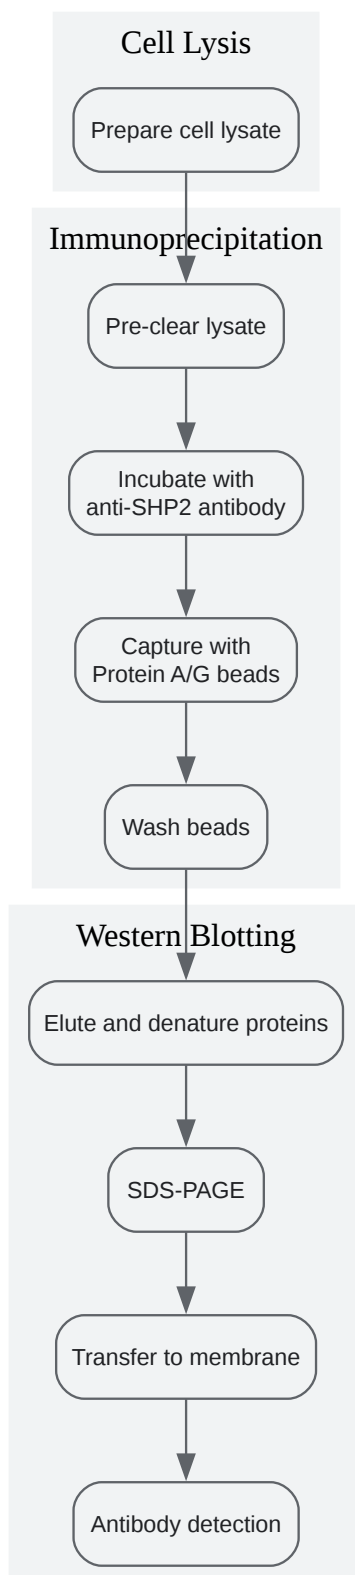 Cell Lysis
Prepare cell lysate
Immunoprecipitation
Pre-clear lysate
Incubate with
anti-SHP2 antibody
Capture with
Protein A/G beads
Wash beads
Western Blotting
Elute and denature proteins
SDS-PAGE
Transfer to membrane
Antibody detection